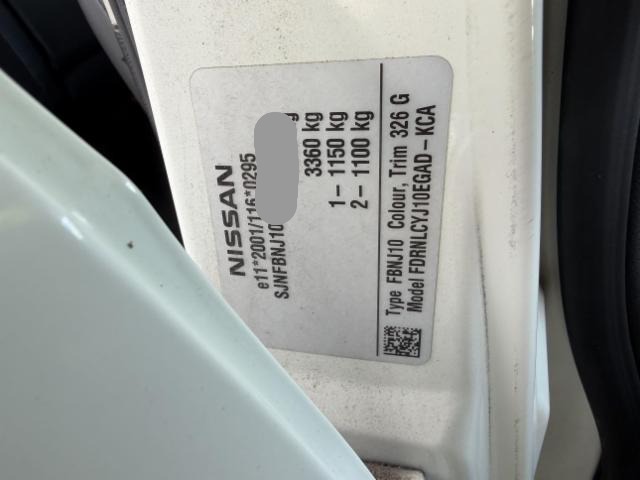 NISSAN
e11*2001/116*0295
SJNFBNJ10
3360 kg
1 - 1150 kg
2 - 1100 kg
Type FBNJ10 Colour, Trim 326 G
Model FDRNLCYJ10EGAD-KCA